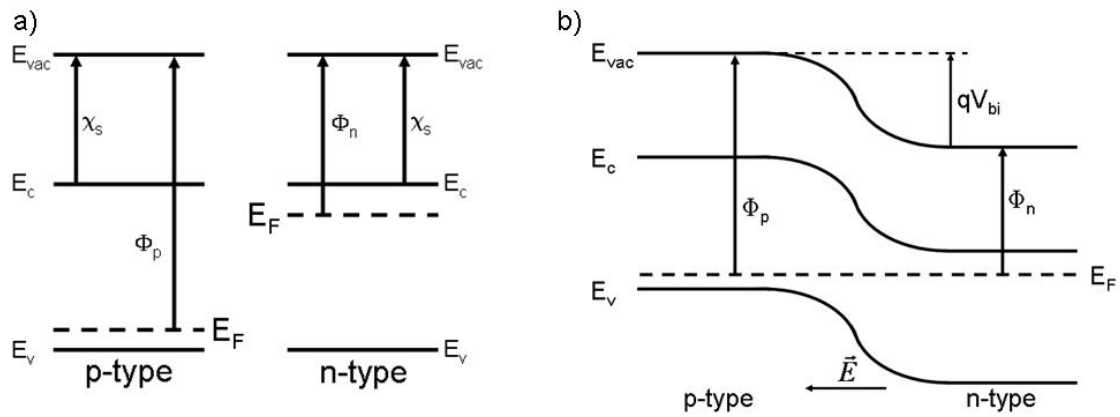 a)
E_vac
E_vac
χ_s
Φ_n
χ_s
E_c
E_c
E_F
Φ_p
E_F
E_v
E_v
p-type
n-type
b)
E_vac
qV_bi
E_c
Φ_p
Φ_n
E_F
E_v
E⃗
p-type
n-type